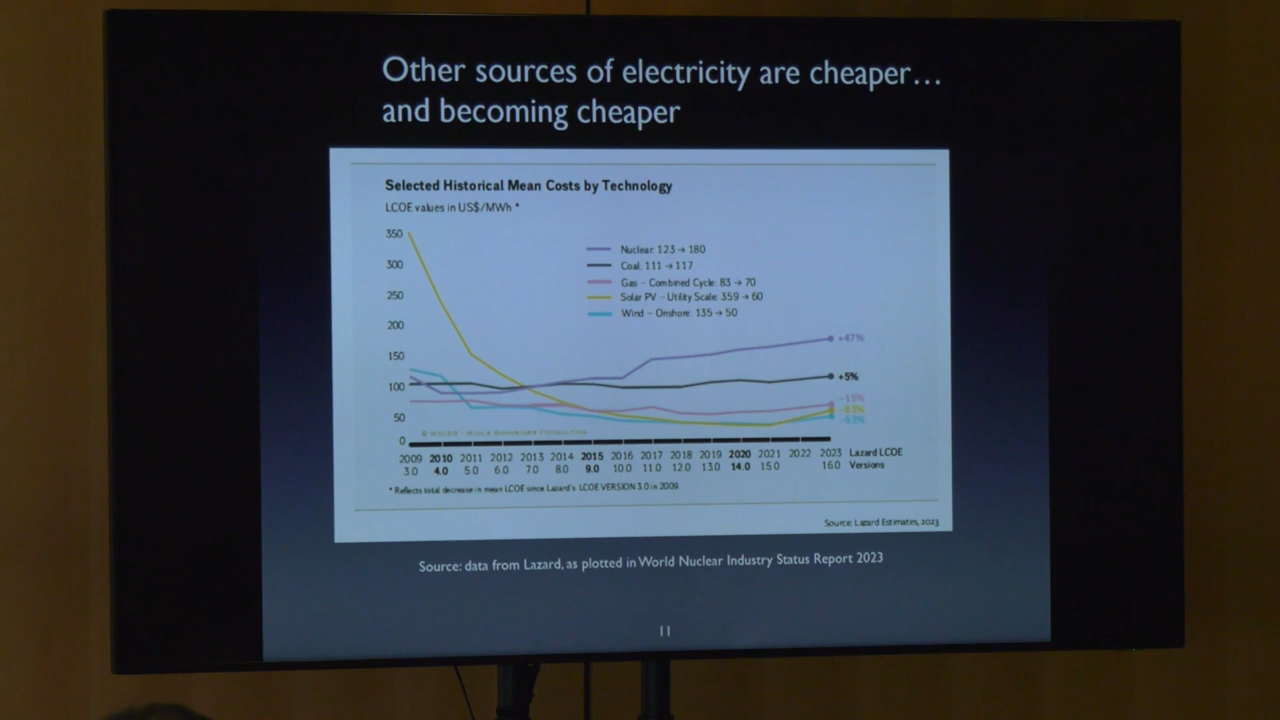 Other sources of electricity are cheaper…
and becoming cheaper
Selected Historical Mean Costs by Technology
LCOE values in US$/MWh *
350
300
250
200
150
100
50
0
Nuclear: 123 → 180
Coal: 111 → 117
Gas – Combined Cycle: 83 → 70
Solar PV – Utility Scale: 359 → 60
Wind – Onshore: 135 → 50
+47%
+5%
-15%
-83%
-63%
2009 2010 2011 2012 2013 2014 2015 2016 2017 2018 2019 2020 2021 2022 2023 Lazard LCOE
3.0 4.0 5.0 6.0 7.0 8.0 9.0 10.0 11.0 12.0 13.0 14.0 15.0 16.0 Versions
* Reflects total decrease in mean LCOE since Lazard's LCOE VERSION 3.0 in 2009.
Source: Lazard Estimates, 2023
Source: data from Lazard, as plotted in World Nuclear Industry Status Report 2023
11